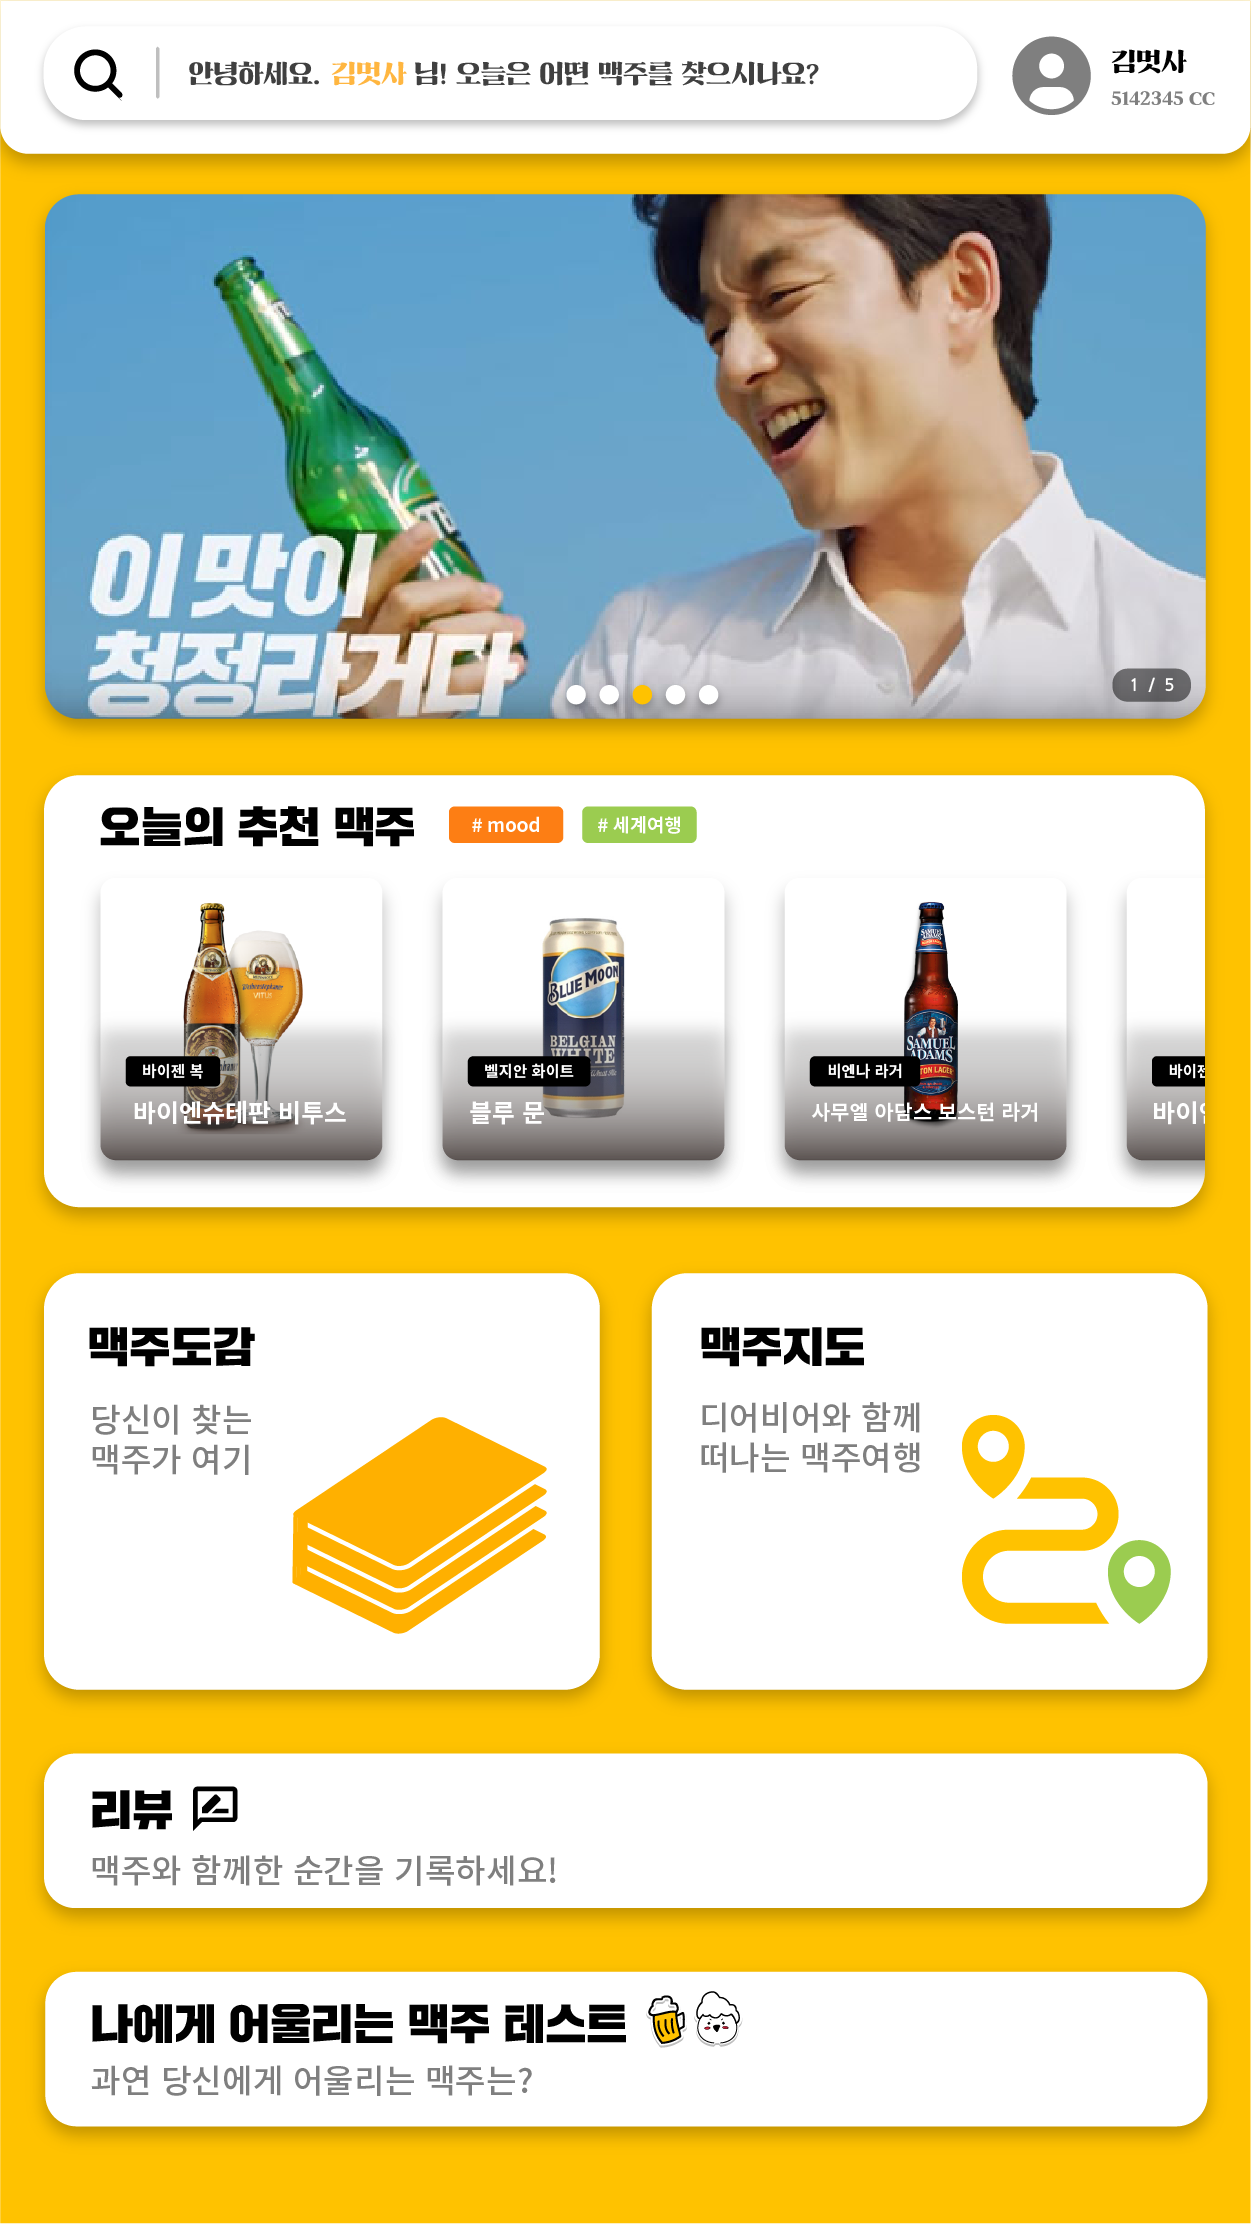 안녕하세요. 김멋사 님! 오늘은 어떤 맥주를 찾으시나요?
김멋사
5142345 CC
이 맛이
청정라거다
1 / 5
오늘의 추천 맥주
# mood
# 세계여행
BLUE MOON
BELGIAN
WHITE
SAMUEL
ADAMS
바이젠 복
벨지안 화이트
비엔나 라거
바이엔슈테판 비투스
블루 문
사무엘 아담스 보스턴 라거
맥주도감
당신이 찾는
맥주가 여기
맥주지도
디어비어와 함께
떠나는 맥주여행
리뷰
맥주와 함께한 순간을 기록하세요!
나에게 어울리는 맥주 테스트
과연 당신에게 어울리는 맥주는?